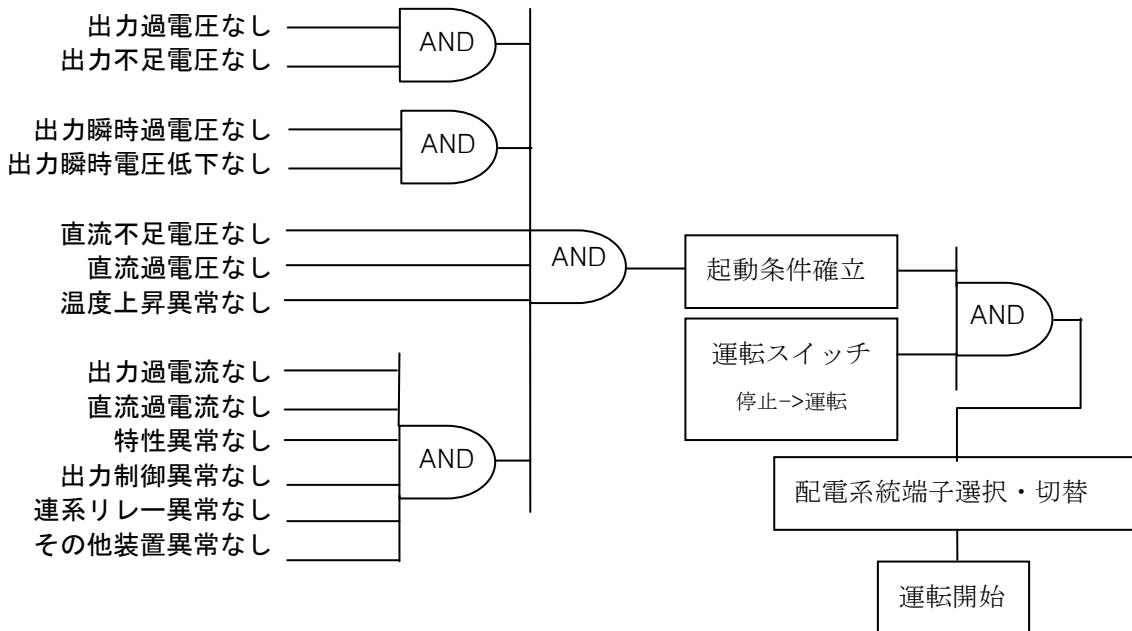 出力過電圧なし
出力不足電圧なし
AND
出力瞬時過電圧なし
出力瞬時電圧低下なし
AND
直流不足電圧なし
直流過電圧なし
温度上昇異常なし
AND
起動条件確立
運転スイッチ
停止->運転
AND
出力過電流なし
直流過電流なし
特性異常なし
出力制御異常なし
連系リレー異常なし
その他装置異常なし
AND
配電系統端子選択・切替
運転開始